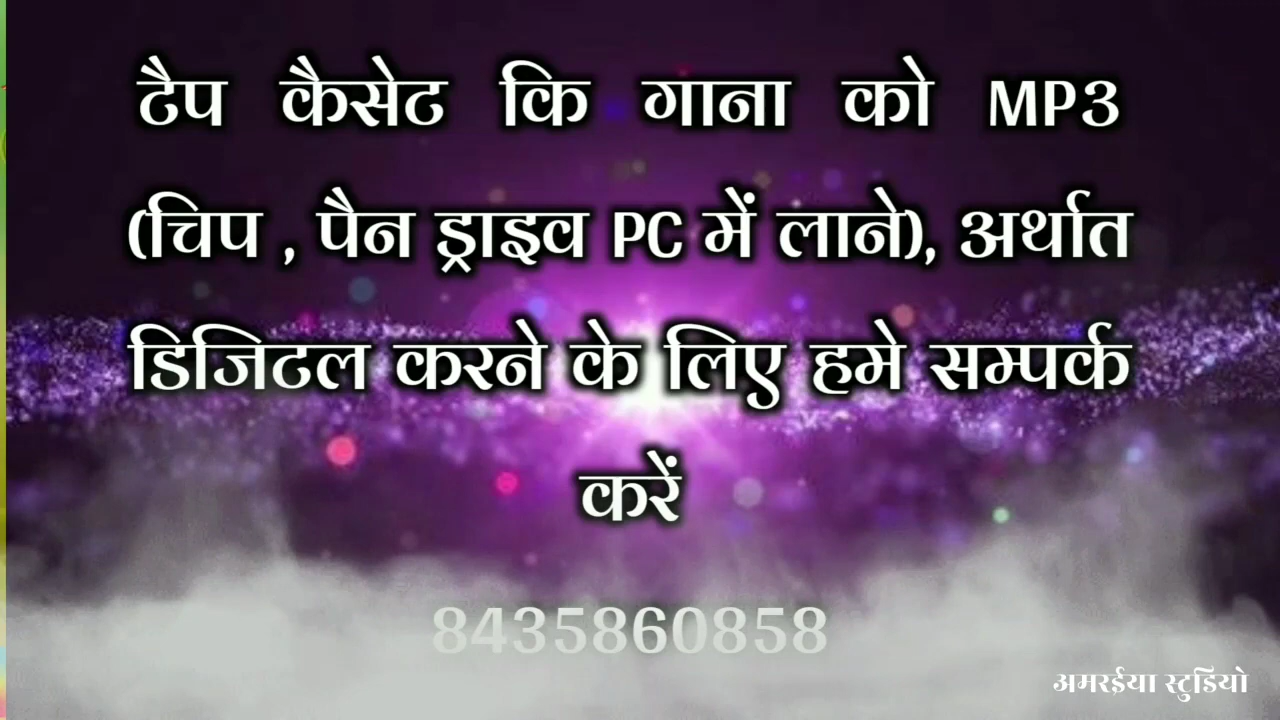 टैप कैसेट कि गाना को MP3
(चिप , पैन ड्राइव PC में लाने), अर्थात
डिजिटल करने के लिए हमे सम्पर्क
करें
8435860858
अमरईया स्टुडियो